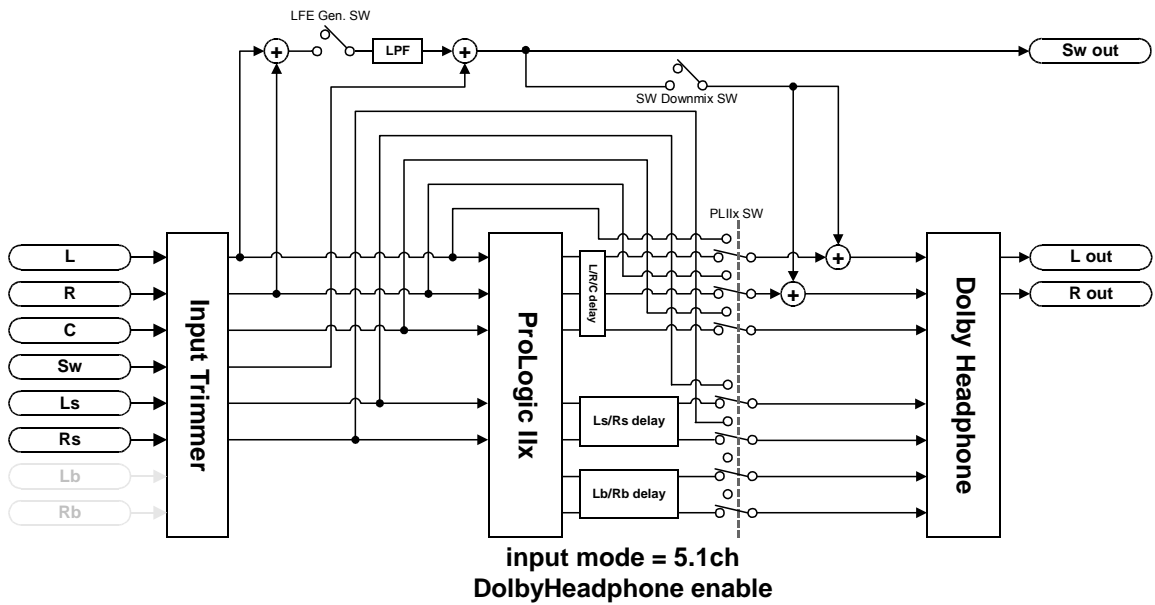 LFE Gen. SW
LPF
Sw out
SW Downmix SW
PLIIx SW
L
R
C
Sw
Ls
Rs
Lb
Rb
Input Trimmer
ProLogic IIx
L/R/C delay
Ls/Rs delay
Lb/Rb delay
Dolby Headphone
L out
R out
input mode = 5.1ch
DolbyHeadphone enable